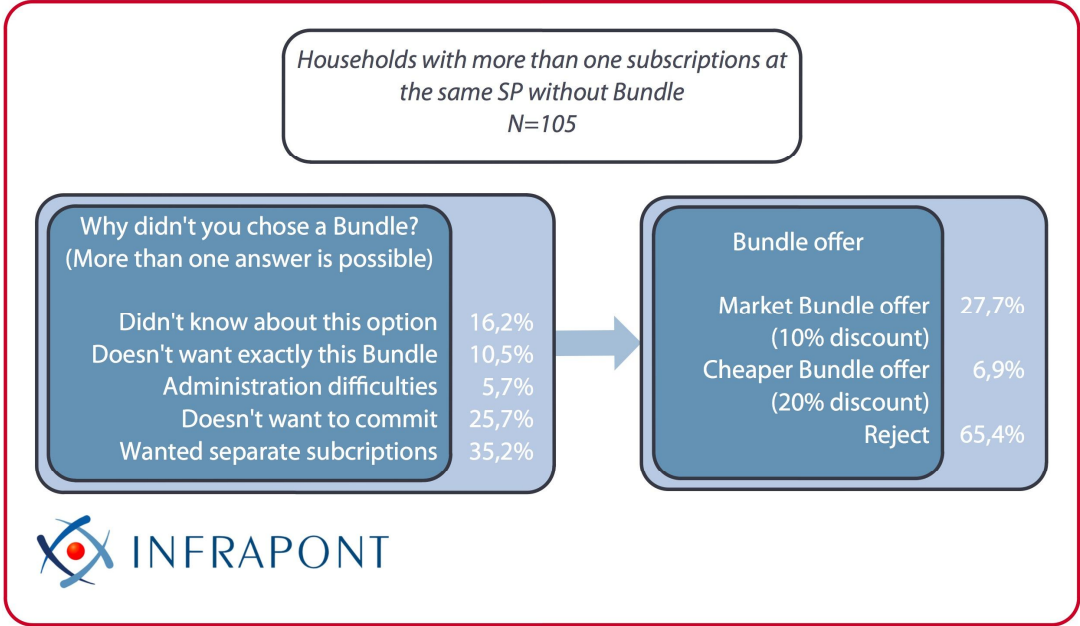 Households with more than one subscriptions at
the same SP without Bundle
N=105
Why didn't you chose a Bundle?
(More than one answer is possible)
Didn't know about this option 16,2%
Doesn't want exactly this Bundle 10,5%
Administration difficulties 5,7%
Doesn't want to commit 25,7%
Wanted separate subcriptions 35,2%
Bundle offer
Market Bundle offer 27,7%
(10% discount)
Cheaper Bundle offer 6,9%
(20% discount)
Reject 65,4%
INFRAPONT